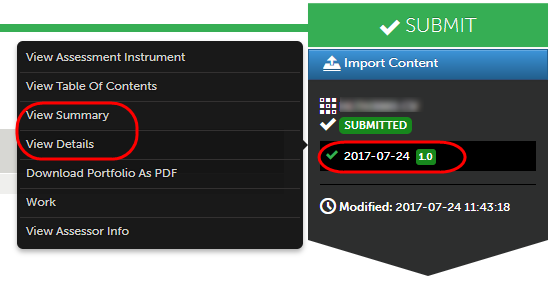 SUBMIT
Import Content
SUBMITTED
2017-07-24 1.0
Modified: 2017-07-24 11:43:18
View Assessment Instrument
View Table Of Contents
View Summary
View Details
Download Portfolio As PDF
Work
View Assessor Info